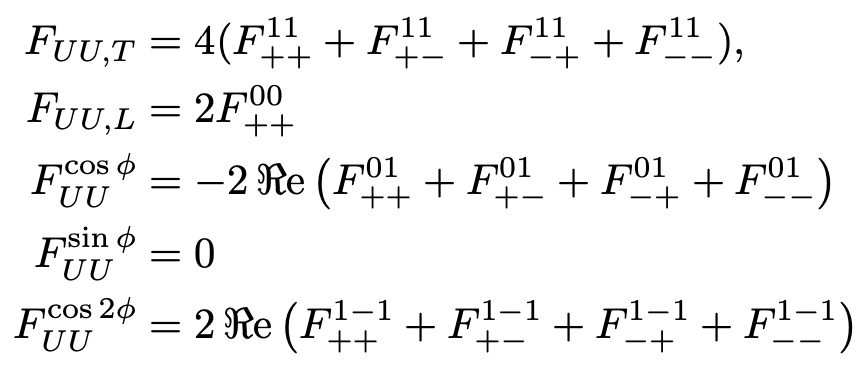 F_{UU,T} = 4(F^{11}_{++} + F^{11}_{+-} + F^{11}_{-+} + F^{11}_{--}),
F_{UU,L} = 2F^{00}_{++}
F^{\cos\phi}_{UU} = -2 \Re e (F^{01}_{++} + F^{01}_{+-} + F^{01}_{-+} + F^{01}_{--})
F^{\sin\phi}_{UU} = 0
F^{\cos 2\phi}_{UU} = 2 \Re e (F^{1-1}_{++} + F^{1-1}_{+-} + F^{1-1}_{-+} + F^{1-1}_{--})